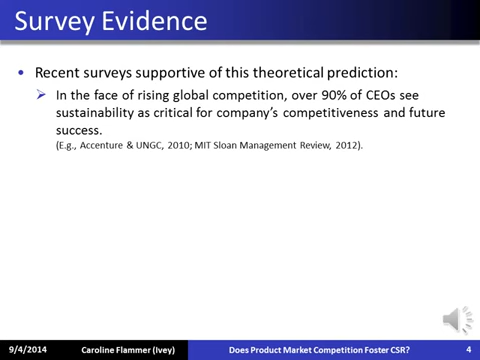 Survey Evidence
• Recent surveys supportive of this theoretical prediction:
➢ In the face of rising global competition, over 90% of CEOs see
sustainability as critical for company's competitiveness and future
success.
(E.g., Accenture & UNGC, 2010; MIT Sloan Management Review, 2012).
9/4/2014 Caroline Flammer (Ivey) Does Product Market Competition Foster CSR? 4